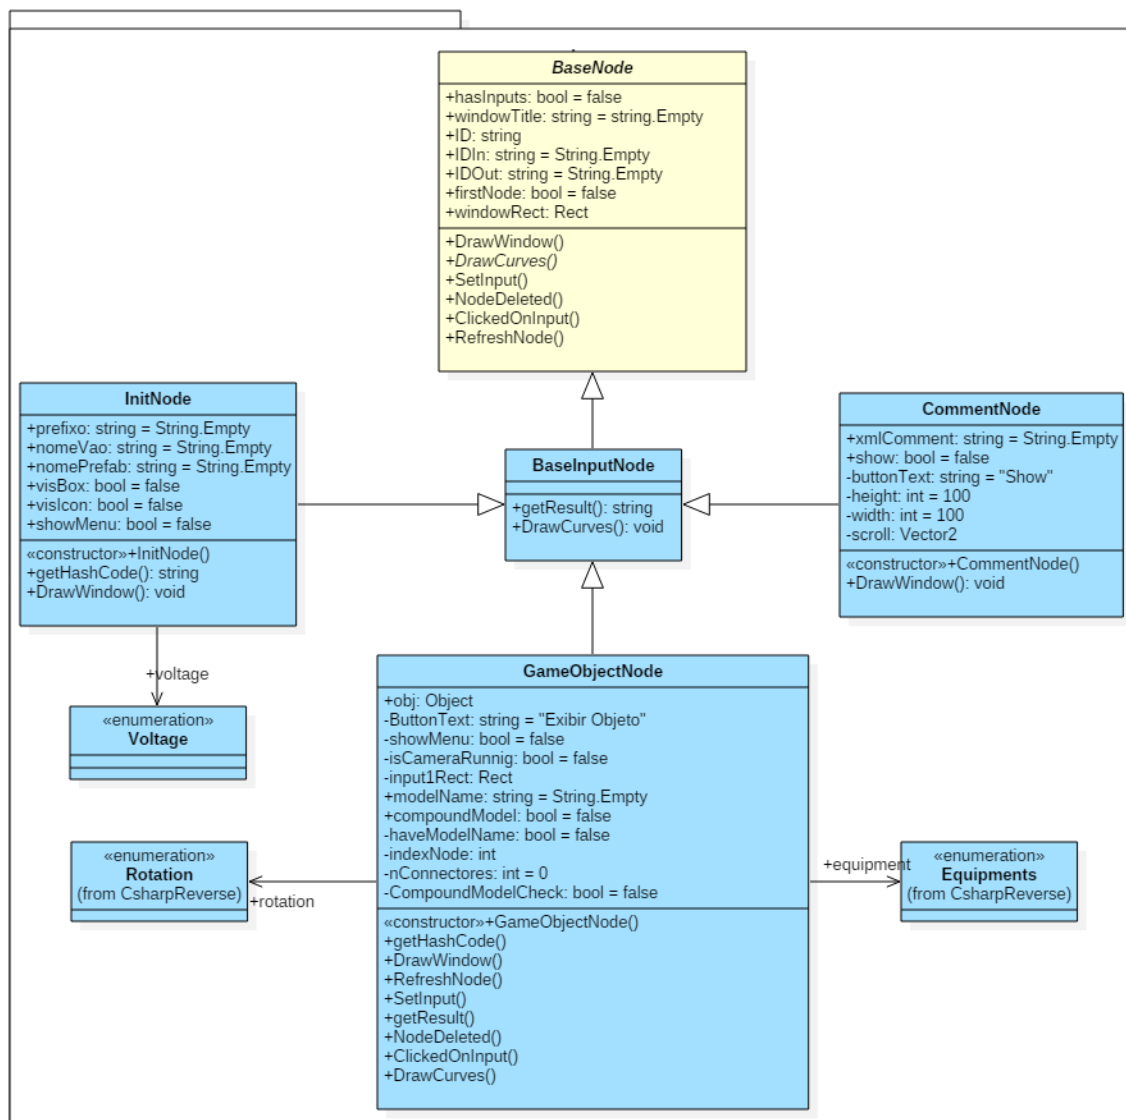 BaseNode
+hasInputs: bool = false
+windowTitle: string = string.Empty
+ID: string
+IDIn: string = String.Empty
+IDOut: string = String.Empty
+firstNode: bool = false
+windowRect: Rect
+DrawWindow()
+DrawCurves()
+SetInput()
+NodeDeleted()
+ClickedOnInput()
+RefreshNode()
InitNode
+prefixo: string = String.Empty
+nomeVao: string = String.Empty
+nomePrefab: string = String.Empty
+visBox: bool = false
+visIcon: bool = false
+showMenu: bool = false
«constructor»+InitNode()
+getHashCode(): string
+DrawWindow(): void
BaseInputNode
+getResult(): string
+DrawCurves(): void
CommentNode
+xmlComment: string = String.Empty
+show: bool = false
-buttonText: string = "Show"
-height: int = 100
-width: int = 100
-scroll: Vector2
«constructor»+CommentNode()
+DrawWindow(): void
+voltage
«enumeration»
Voltage
GameObjectNode
+obj: Object
-ButtonText: string = "Exibir Objeto"
-showMenu: bool = false
-isCameraRunnig: bool = false
-input1Rect: Rect
+modelName: string = String.Empty
+compoundModel: bool = false
-haveModelName: bool = false
-indexNode: int
-nConnectores: int = 0
-CompoundModelCheck: bool = false
«constructor»+GameObjectNode()
+getHashCode()
+DrawWindow()
+RefreshNode()
+SetInput()
+getResult()
+NodeDeleted()
+ClickedOnInput()
+DrawCurves()
«enumeration»
Rotation
(from CsharpReverse)
+rotation
+equipment
«enumeration»
Equipments
(from CsharpReverse)